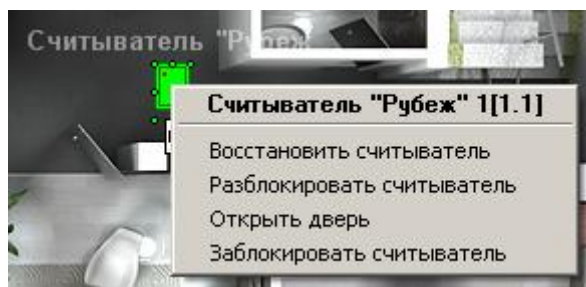 Считыватель "Рубеж
Считыватель "Рубеж" 1[1.1]
Восстановить считыватель
Разблокировать считыватель
Открыть дверь
Заблокировать считыватель